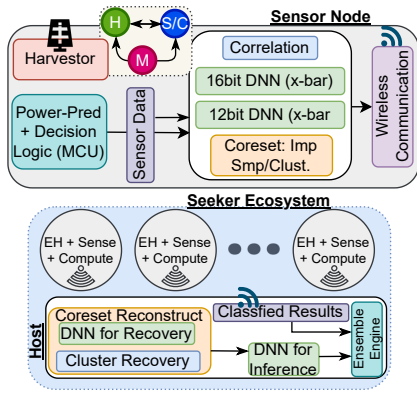 Sensor Node
H
S/C
M
Harvestor
Power-Pred
+ Decision
Logic (MCU)
Sensor Data
Correlation
16bit DNN (x-bar)
12bit DNN (x-bar
Coreset: Imp
Smp/Clust.
Wireless
Communication
Seeker Ecosystem
EH + Sense
+ Compute
EH + Sense
+ Compute
EH + Sense
+ Compute
Host
Coreset Reconstruct
DNN for Recovery
Cluster Recovery
Classfied Results
DNN for
Inference
Ensemble
Engine